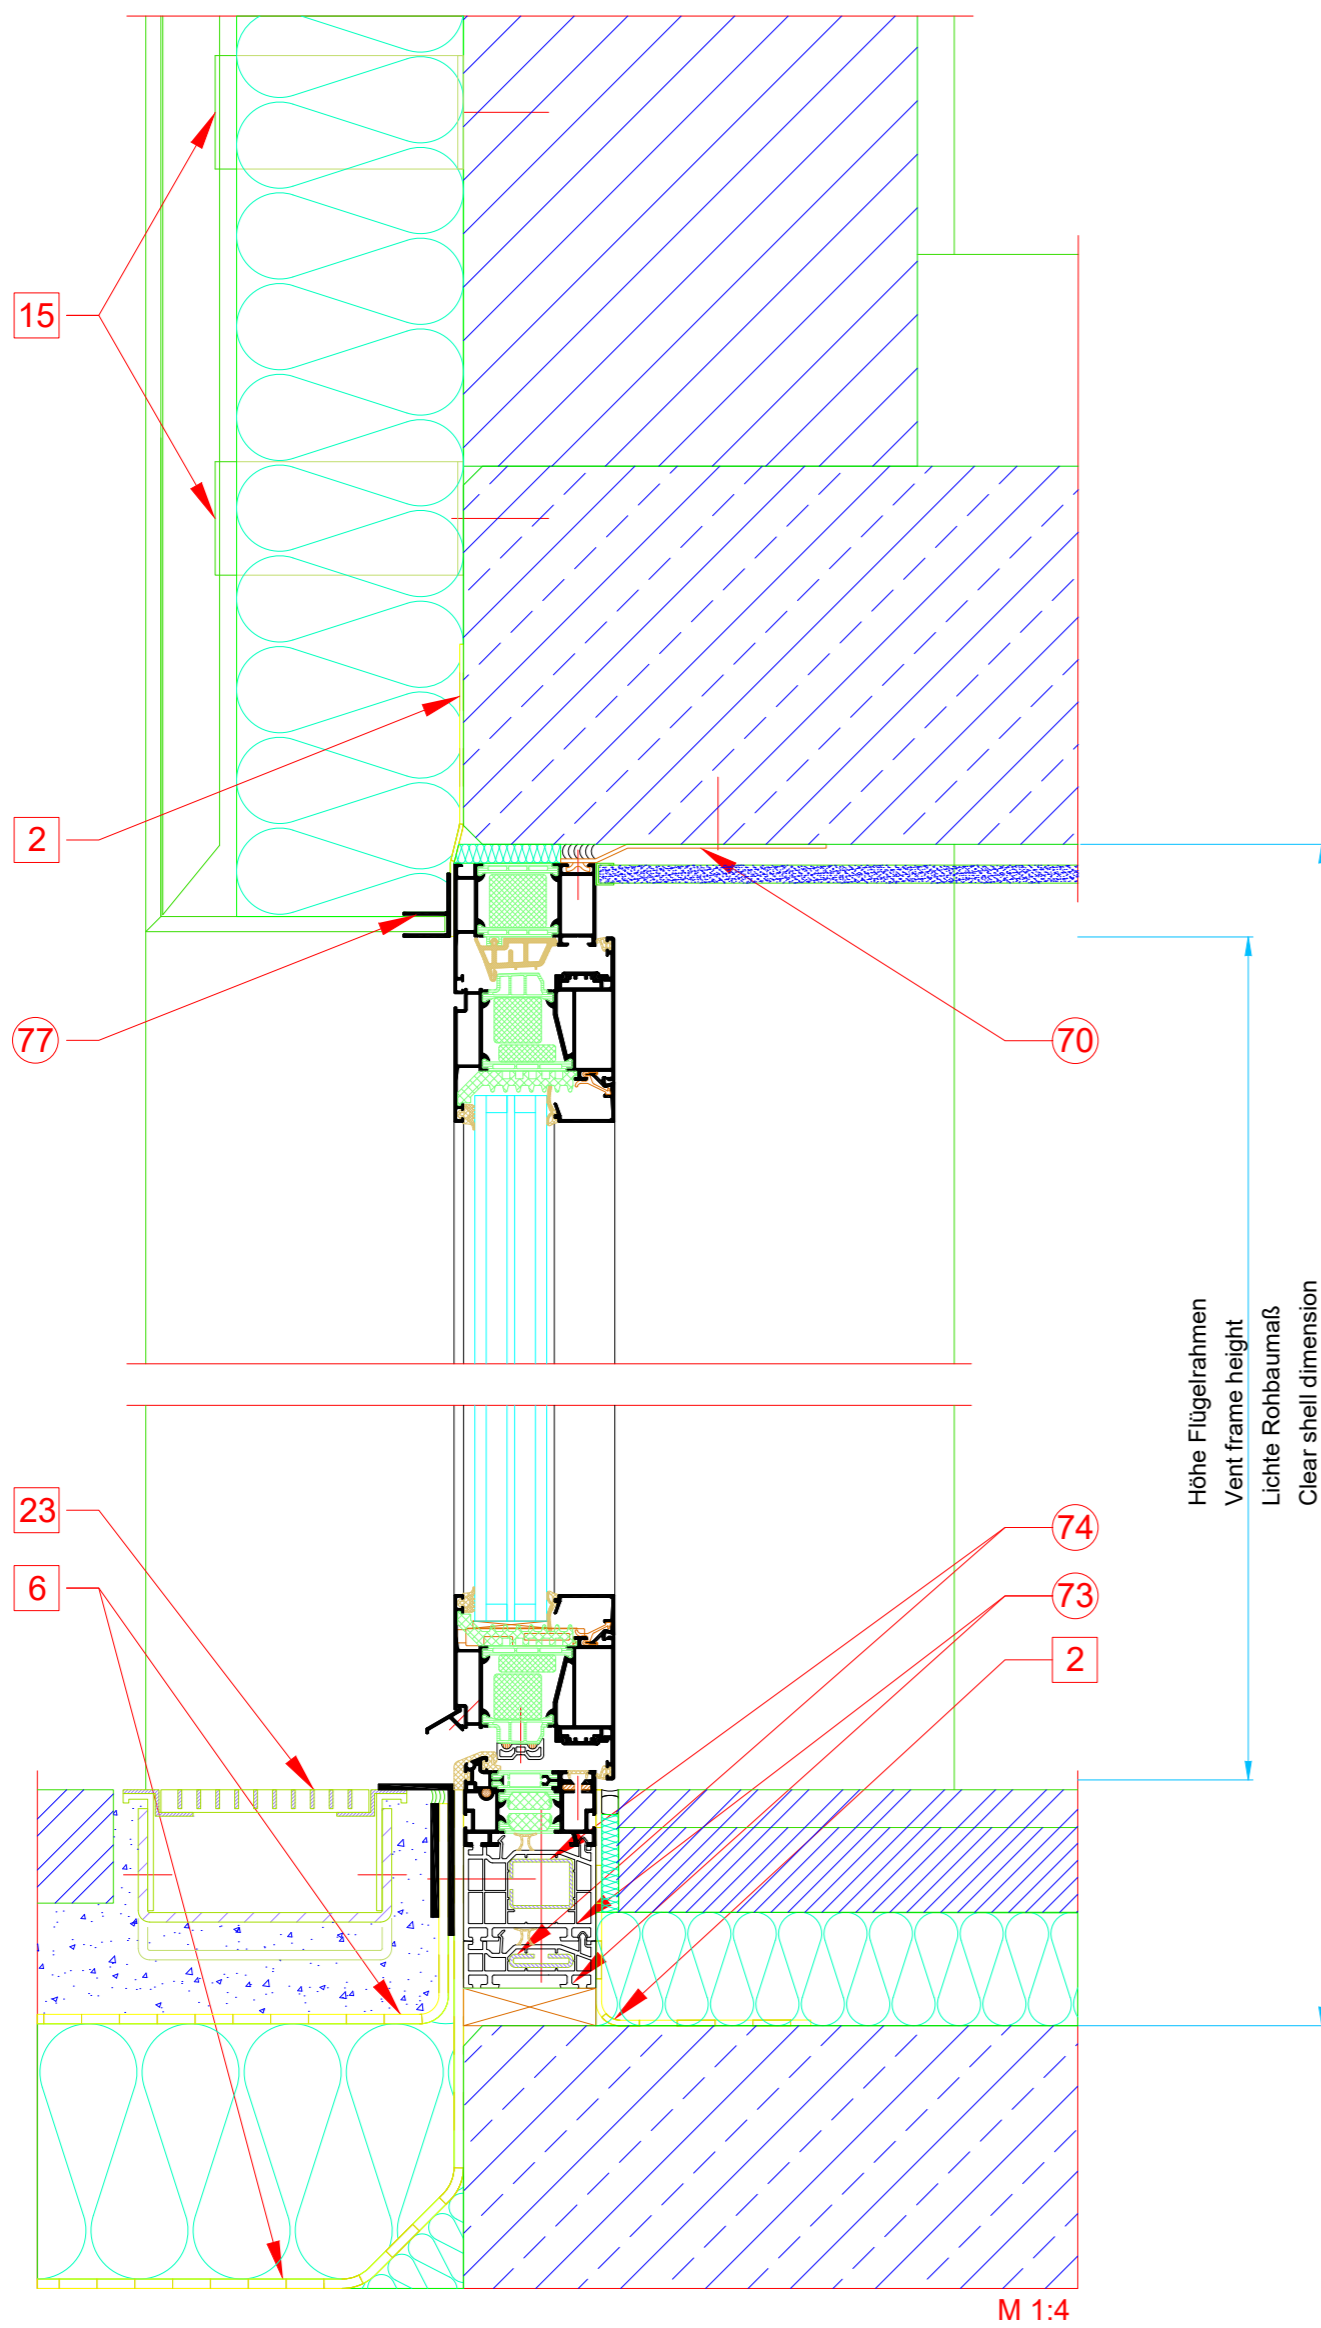 15
2
77
70
Höhe Flügelrahmen
Vent frame height
Lichte Rohbaumaß
Clear shell dimension
23
6
74
73
2
M 1:4